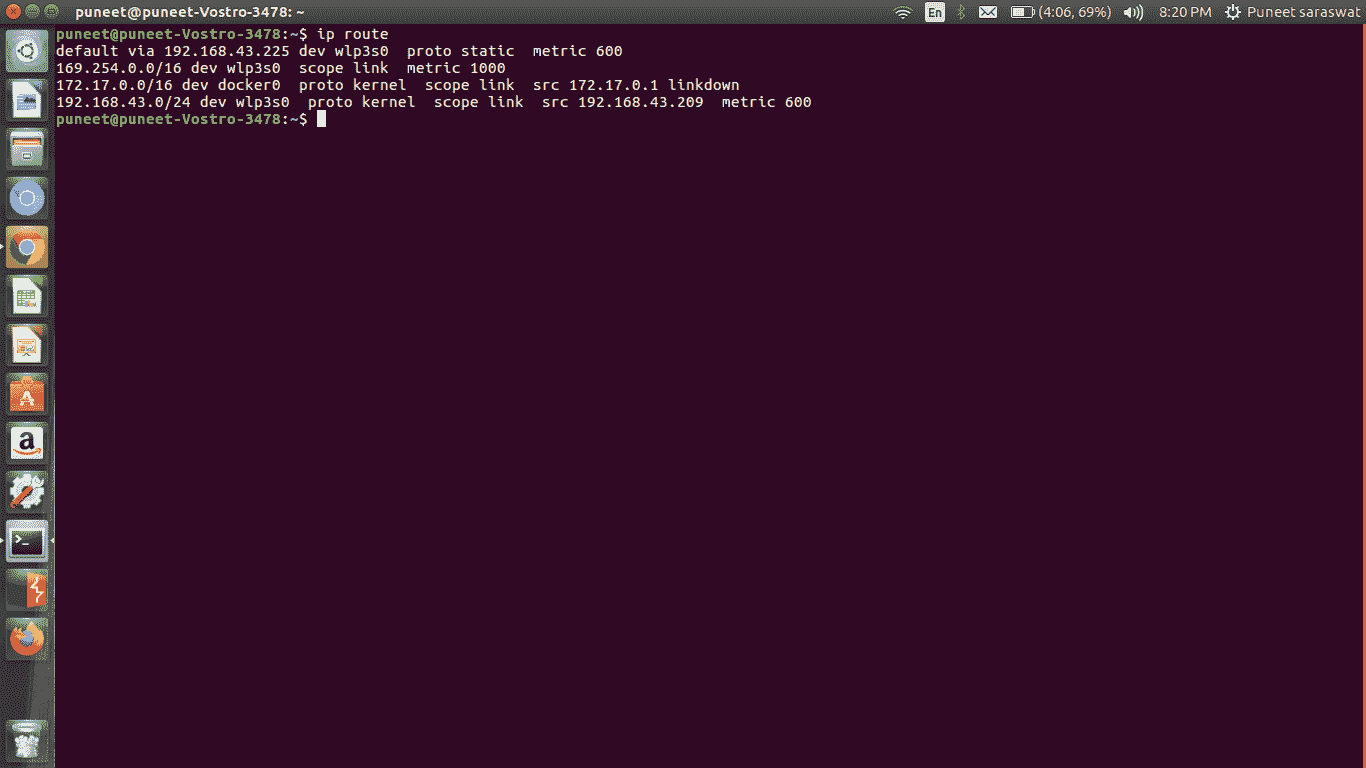 puneet@puneet-Vostro-3478: ~
En
(4:06, 69%)
8:20 PM
Puneet saraswat
puneet@puneet-Vostro-3478:~$ ip route
default via 192.168.43.225 dev wlp3s0  proto static  metric 600
169.254.0.0/16 dev wlp3s0  scope link  metric 1000
172.17.0.0/16 dev docker0  proto kernel  scope link  src 172.17.0.1 linkdown
192.168.43.0/24 dev wlp3s0  proto kernel  scope link  src 192.168.43.209  metric 600
puneet@puneet-Vostro-3478:~$